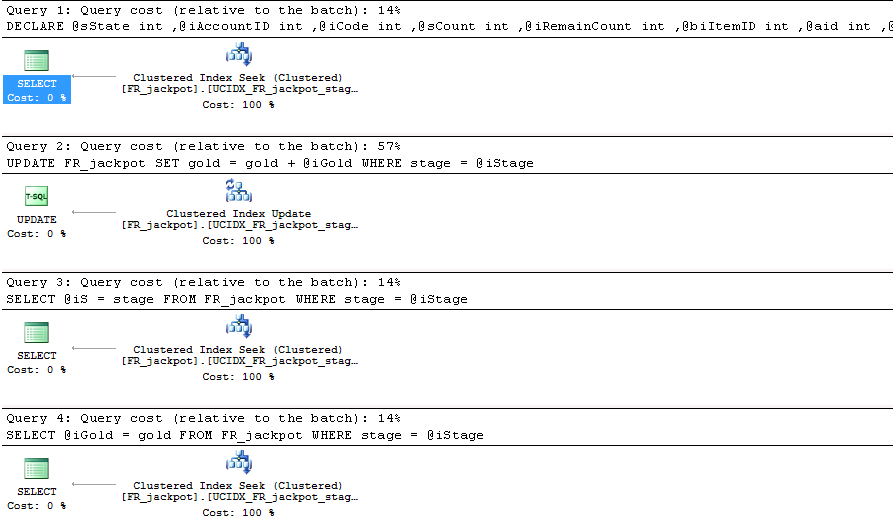 Query 1: Query cost (relative to the batch): 14%
DECLARE @sState int ,@iAccountID int ,@iCode int ,@sCount int ,@iRemainCount int ,@biItemID int ,@aid int ,@
SELECT
Cost: 0 %
Clustered Index Seek (Clustered)
[FR_jackpot].[UCIDX_FR_jackpot_stag…
Cost: 100 %
Query 2: Query cost (relative to the batch): 57%
UPDATE FR_jackpot SET gold = gold + @iGold WHERE stage = @iStage
T-SQL
UPDATE
Cost: 0 %
Clustered Index Update
[FR_jackpot].[UCIDX_FR_jackpot_stag…
Cost: 100 %
Query 3: Query cost (relative to the batch): 14%
SELECT @iS = stage FROM FR_jackpot WHERE stage = @iStage
SELECT
Cost: 0 %
Clustered Index Seek (Clustered)
[FR_jackpot].[UCIDX_FR_jackpot_stag…
Cost: 100 %
Query 4: Query cost (relative to the batch): 14%
SELECT @iGold = gold FROM FR_jackpot WHERE stage = @iStage
SELECT
Cost: 0 %
Clustered Index Seek (Clustered)
[FR_jackpot].[UCIDX_FR_jackpot_stag…
Cost: 100 %